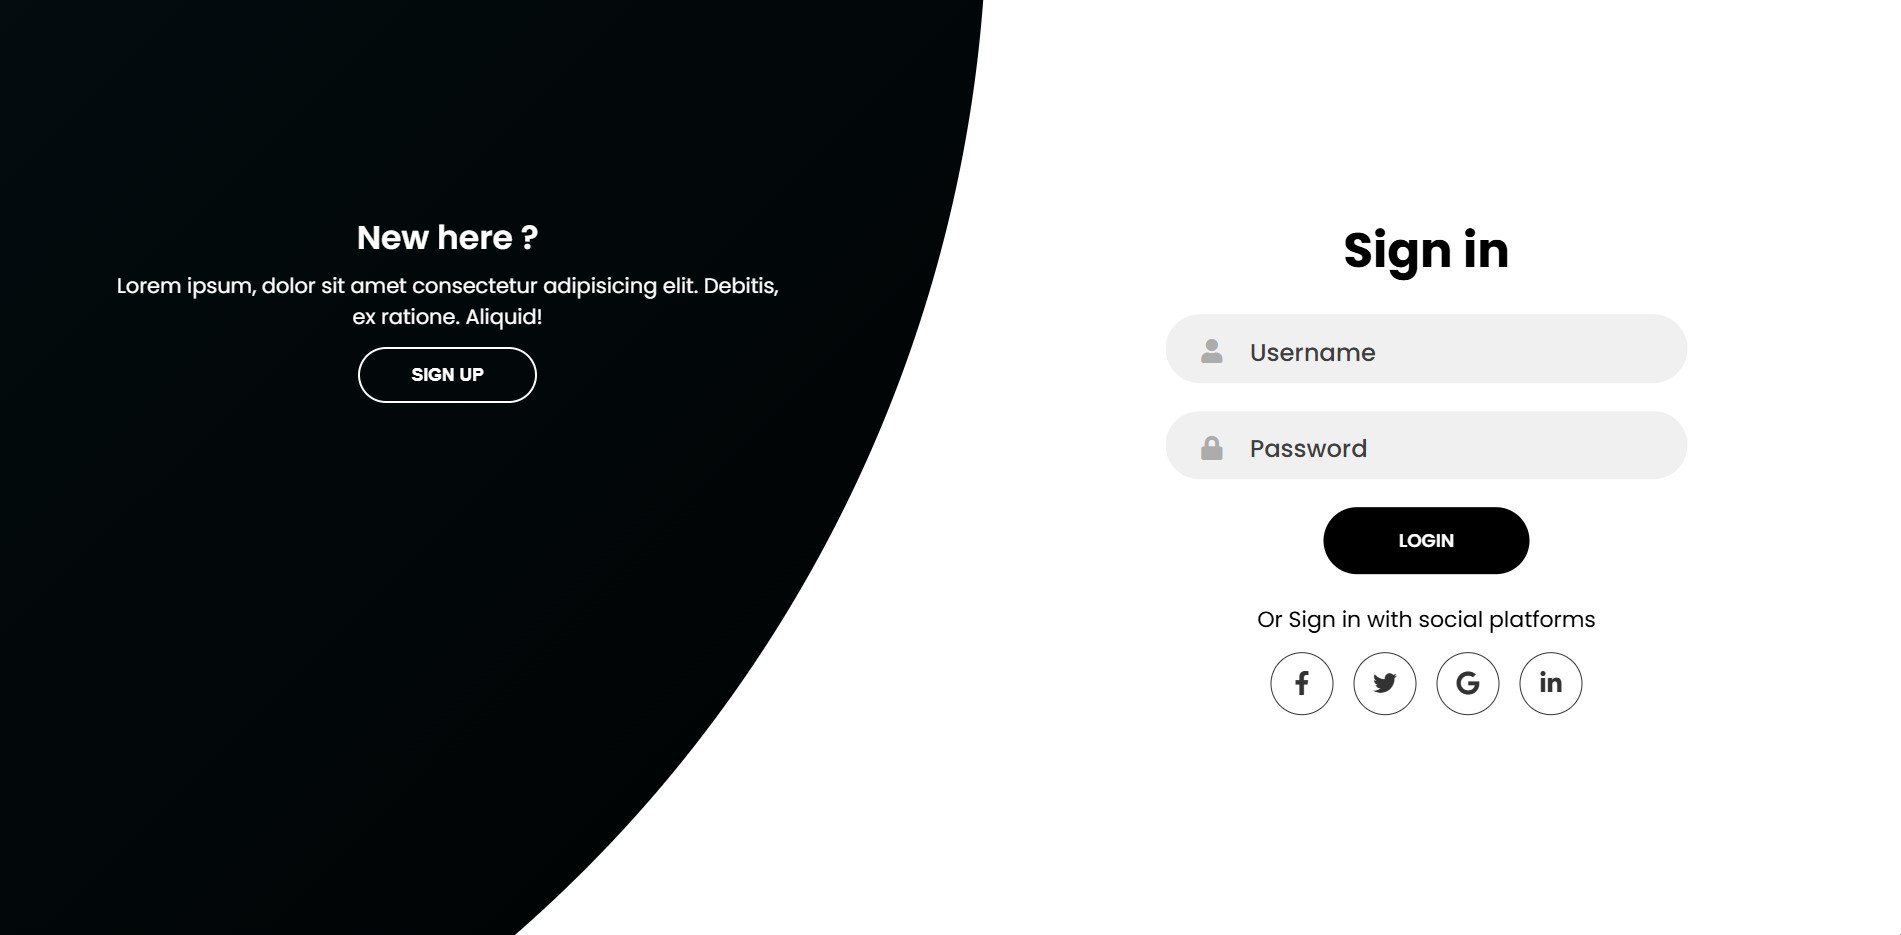 New here ?
Lorem ipsum, dolor sit amet consectetur adipisicing elit. Debitis,
ex ratione. Aliquid!
SIGN UP
Sign in
Username
Password
LOGIN
Or Sign in with social platforms